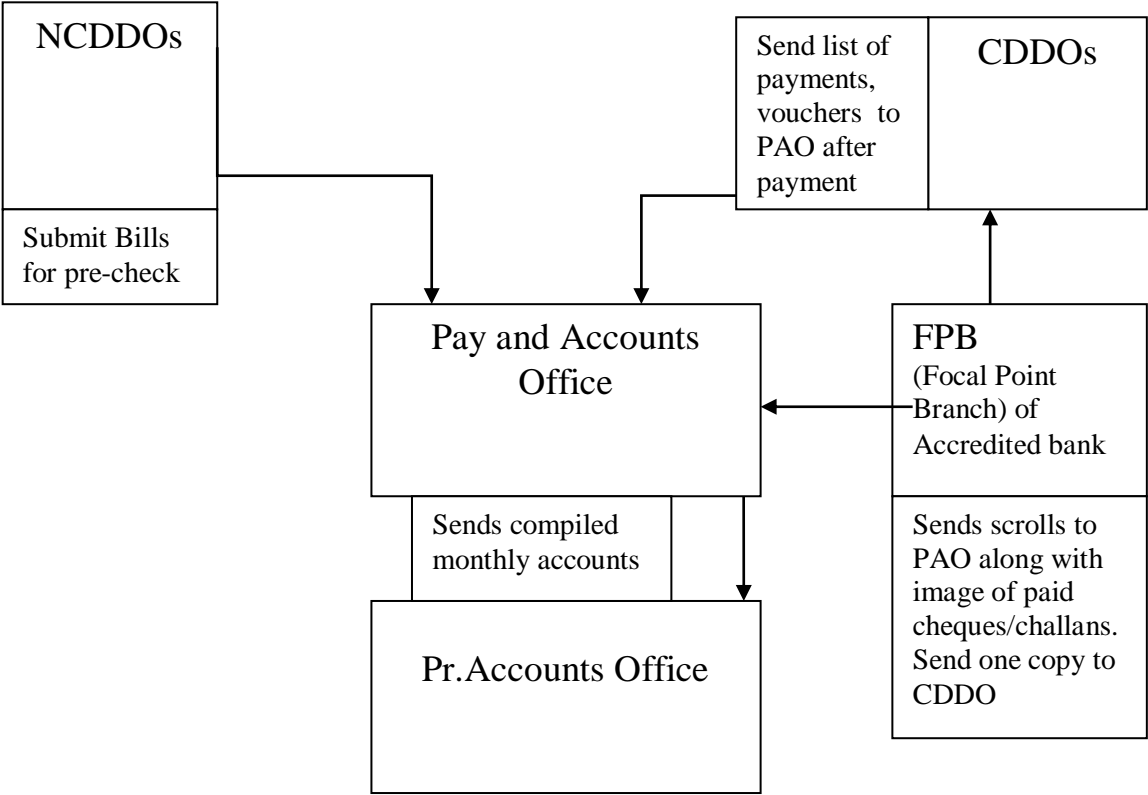 NCDDOs
Submit Bills
for pre-check
Send list of
payments,
vouchers to
PAO after
payment
CDDOs
Pay and Accounts
Office
FPB
(Focal Point
Branch) of
Accredited bank
Sends compiled
monthly accounts
Sends scrolls to
PAO along with
image of paid
cheques/challans.
Send one copy to
CDDO
Pr.Accounts Office